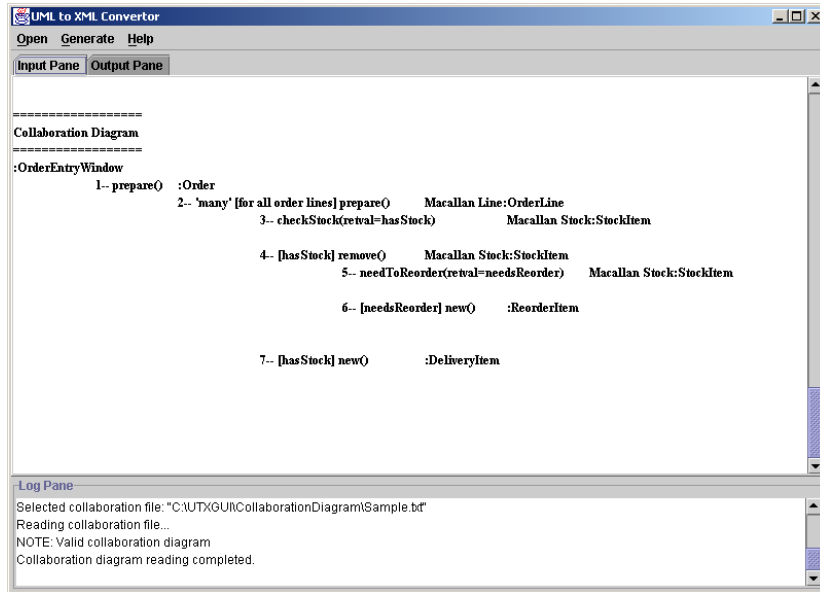 UML to XML Convertor
Open Generate Help
Input Pane Output Pane
==================
Collaboration Diagram
==================
:OrderEntryWindow
1-- prepare() :Order
2-- 'many' [for all order lines] prepare() Macallan Line:OrderLine
3-- checkStock(retval=hasStock) Macallan Stock:StockItem
4-- [hasStock] remove() Macallan Stock:StockItem
5-- needToReorder(retval=needsReorder) Macallan Stock:StockItem
6-- [needsReorder] new() :ReorderItem
7-- [hasStock] new() :DeliveryItem
Log Pane
Selected collaboration file: "C:\UTXGUI\CollaborationDiagram\Sample.txt"
Reading collaboration file...
NOTE: Valid collaboration diagram
Collaboration diagram reading completed.